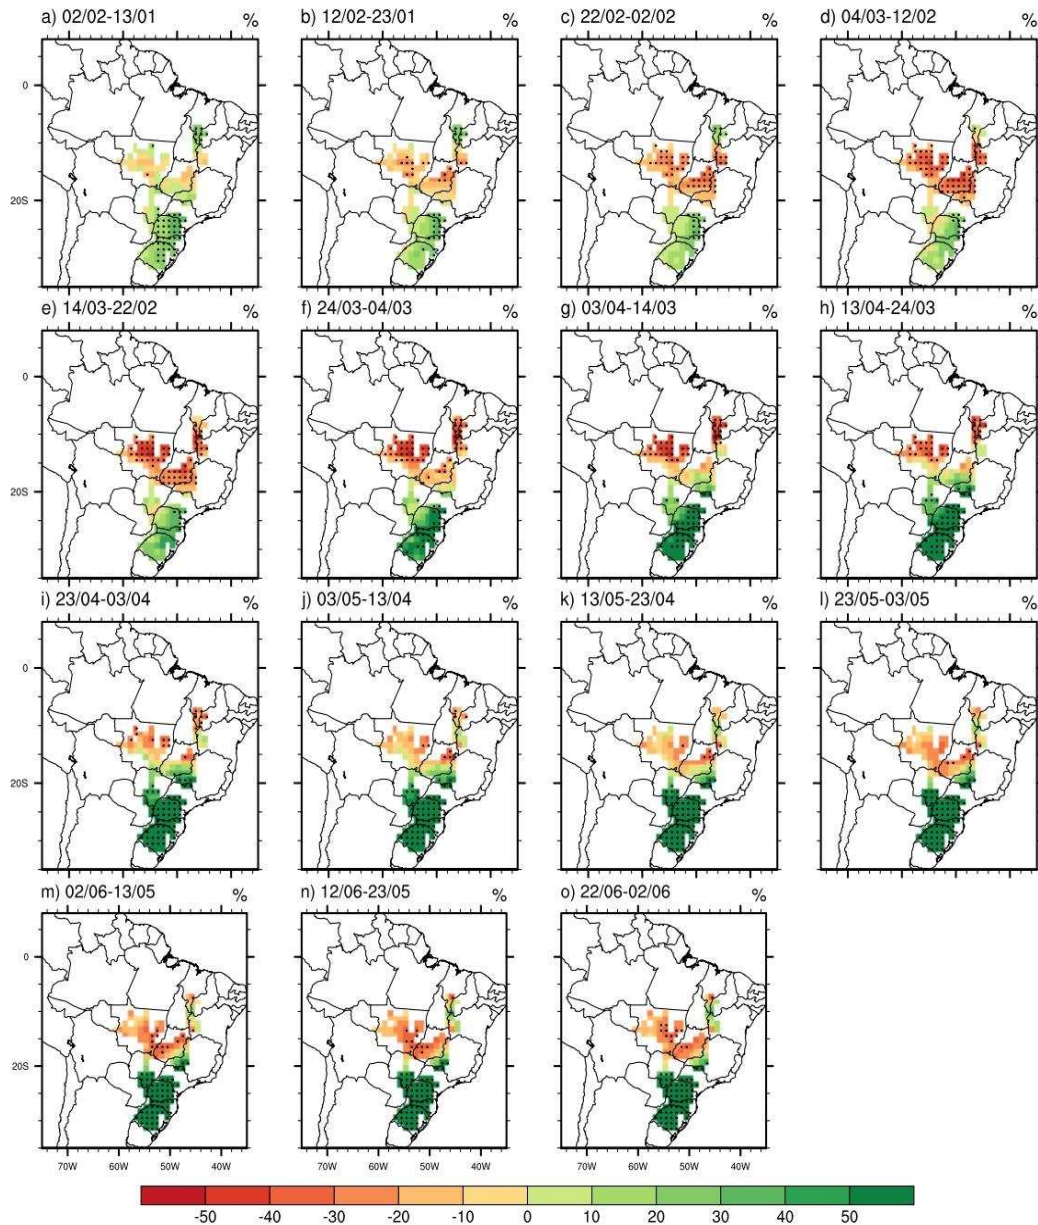 a) 02/02-13/01 % b) 12/02-23/01 % c) 22/02-02/02 % d) 04/03-12/02 %
0
20S
e) 14/03-22/02 % f) 24/03-04/03 % g) 03/04-14/03 % h) 13/04-24/03 %
0
20S
i) 23/04-03/04 % j) 03/05-13/04 % k) 13/05-23/04 % l) 23/05-03/05 %
0
20S
m) 02/06-13/05 % n) 12/06-23/05 % o) 22/06-02/06 %
0
20S
70W 60W 50W 40W 70W 60W 50W 40W 70W 60W 50W 40W
-50 -40 -30 -20 -10 0 10 20 30 40 50